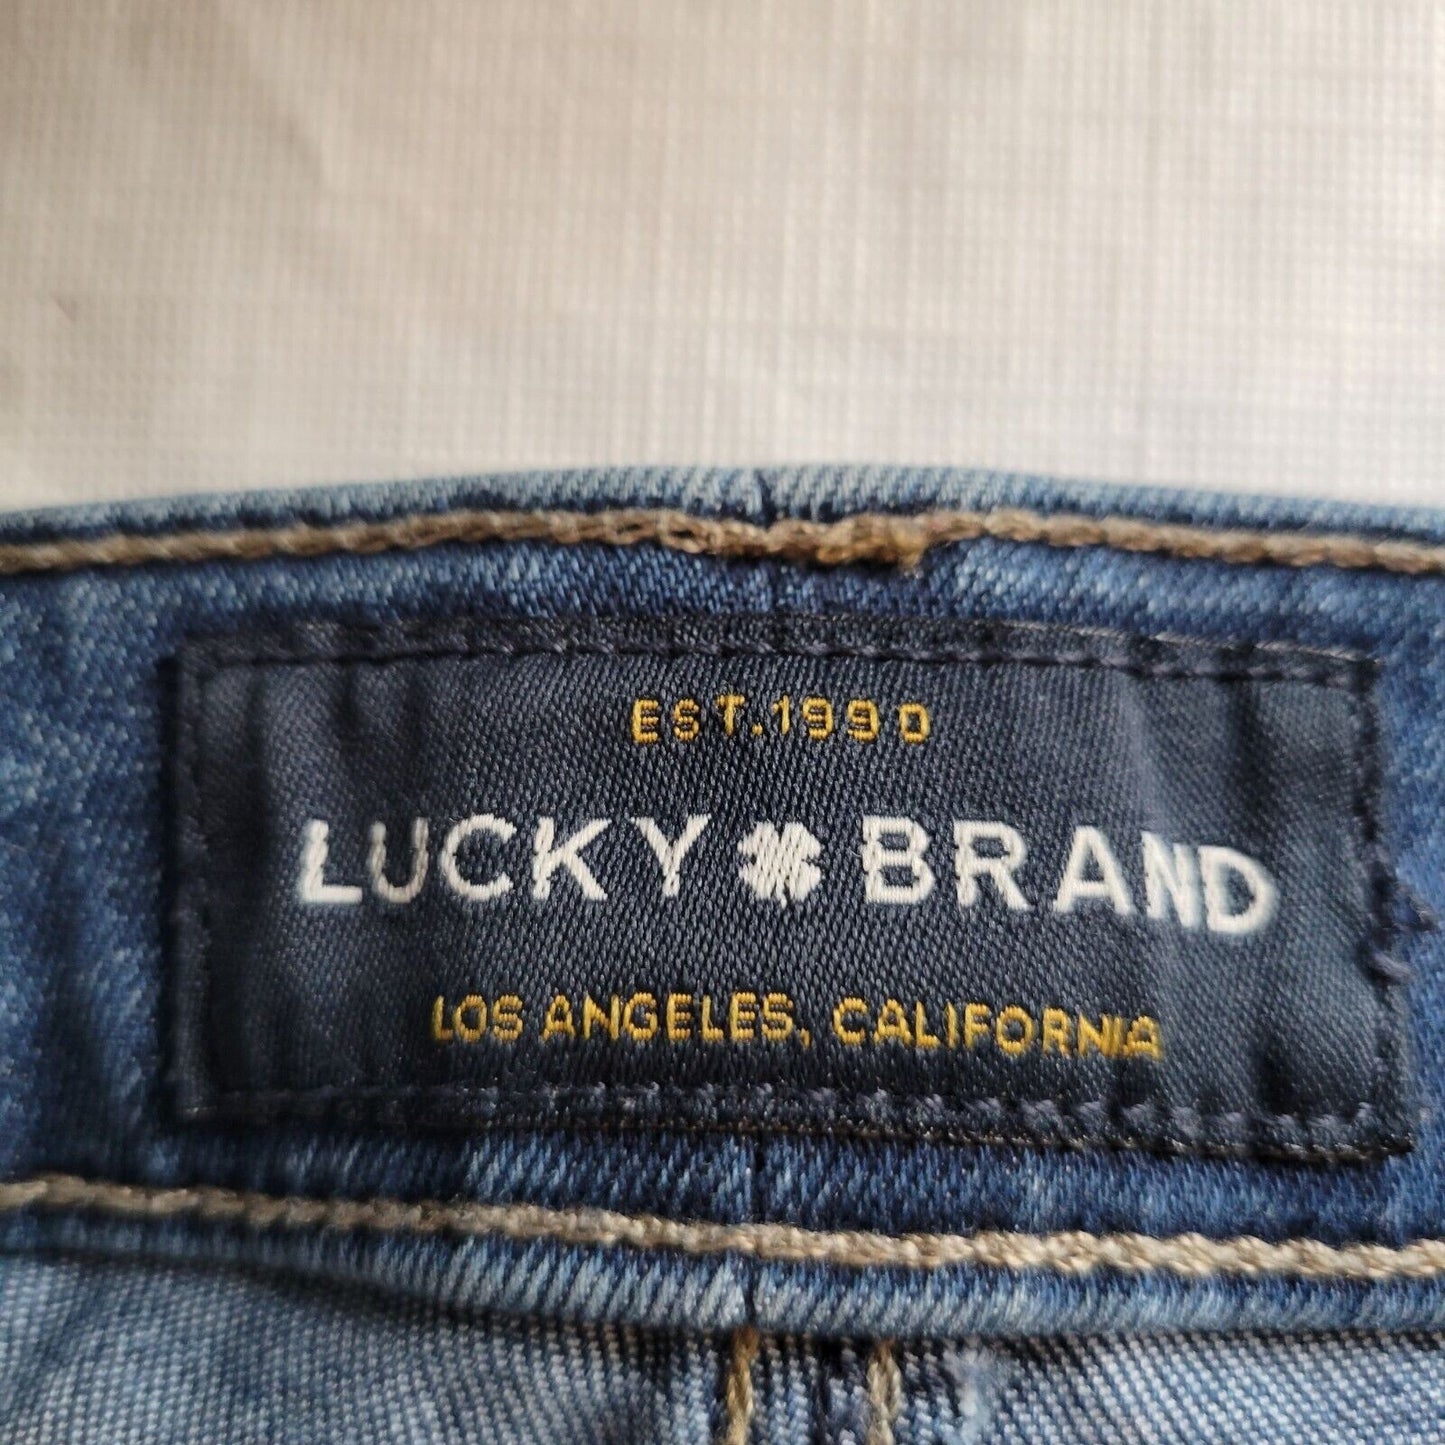 EST.1990
LUCKY BRAND
LOS ANGELES, CALIFORNIA